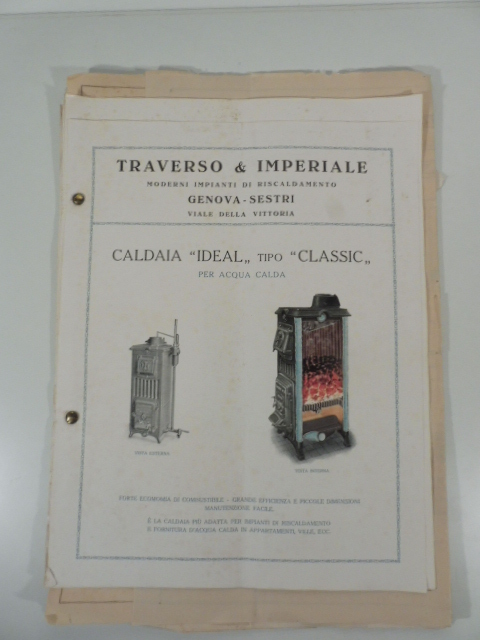 TRAVERSO & IMPERIALE
MODERNI IMPIANTI DI RISCALDAMENTO
GENOVA - SESTRI
VIALE DELLA VITTORIA
CALDAIA "IDEAL„ TIPO "CLASSIC„
PER ACQUA CALDA
VISTA ESTERNA
VISTA INTERNA
FORTE ECONOMIA DI COMBUSTIBILE - GRANDE EFFICIENZA E PICCOLE DIMENSIONI
MANUTENZIONE FACILE.
È LA CALDAIA PIÙ ADATTA PER IMPIANTI DI RISCALDAMENTO
E FORNITURA D'ACQUA CALDA DI APPARTAMENTI, VILLE, ECC.